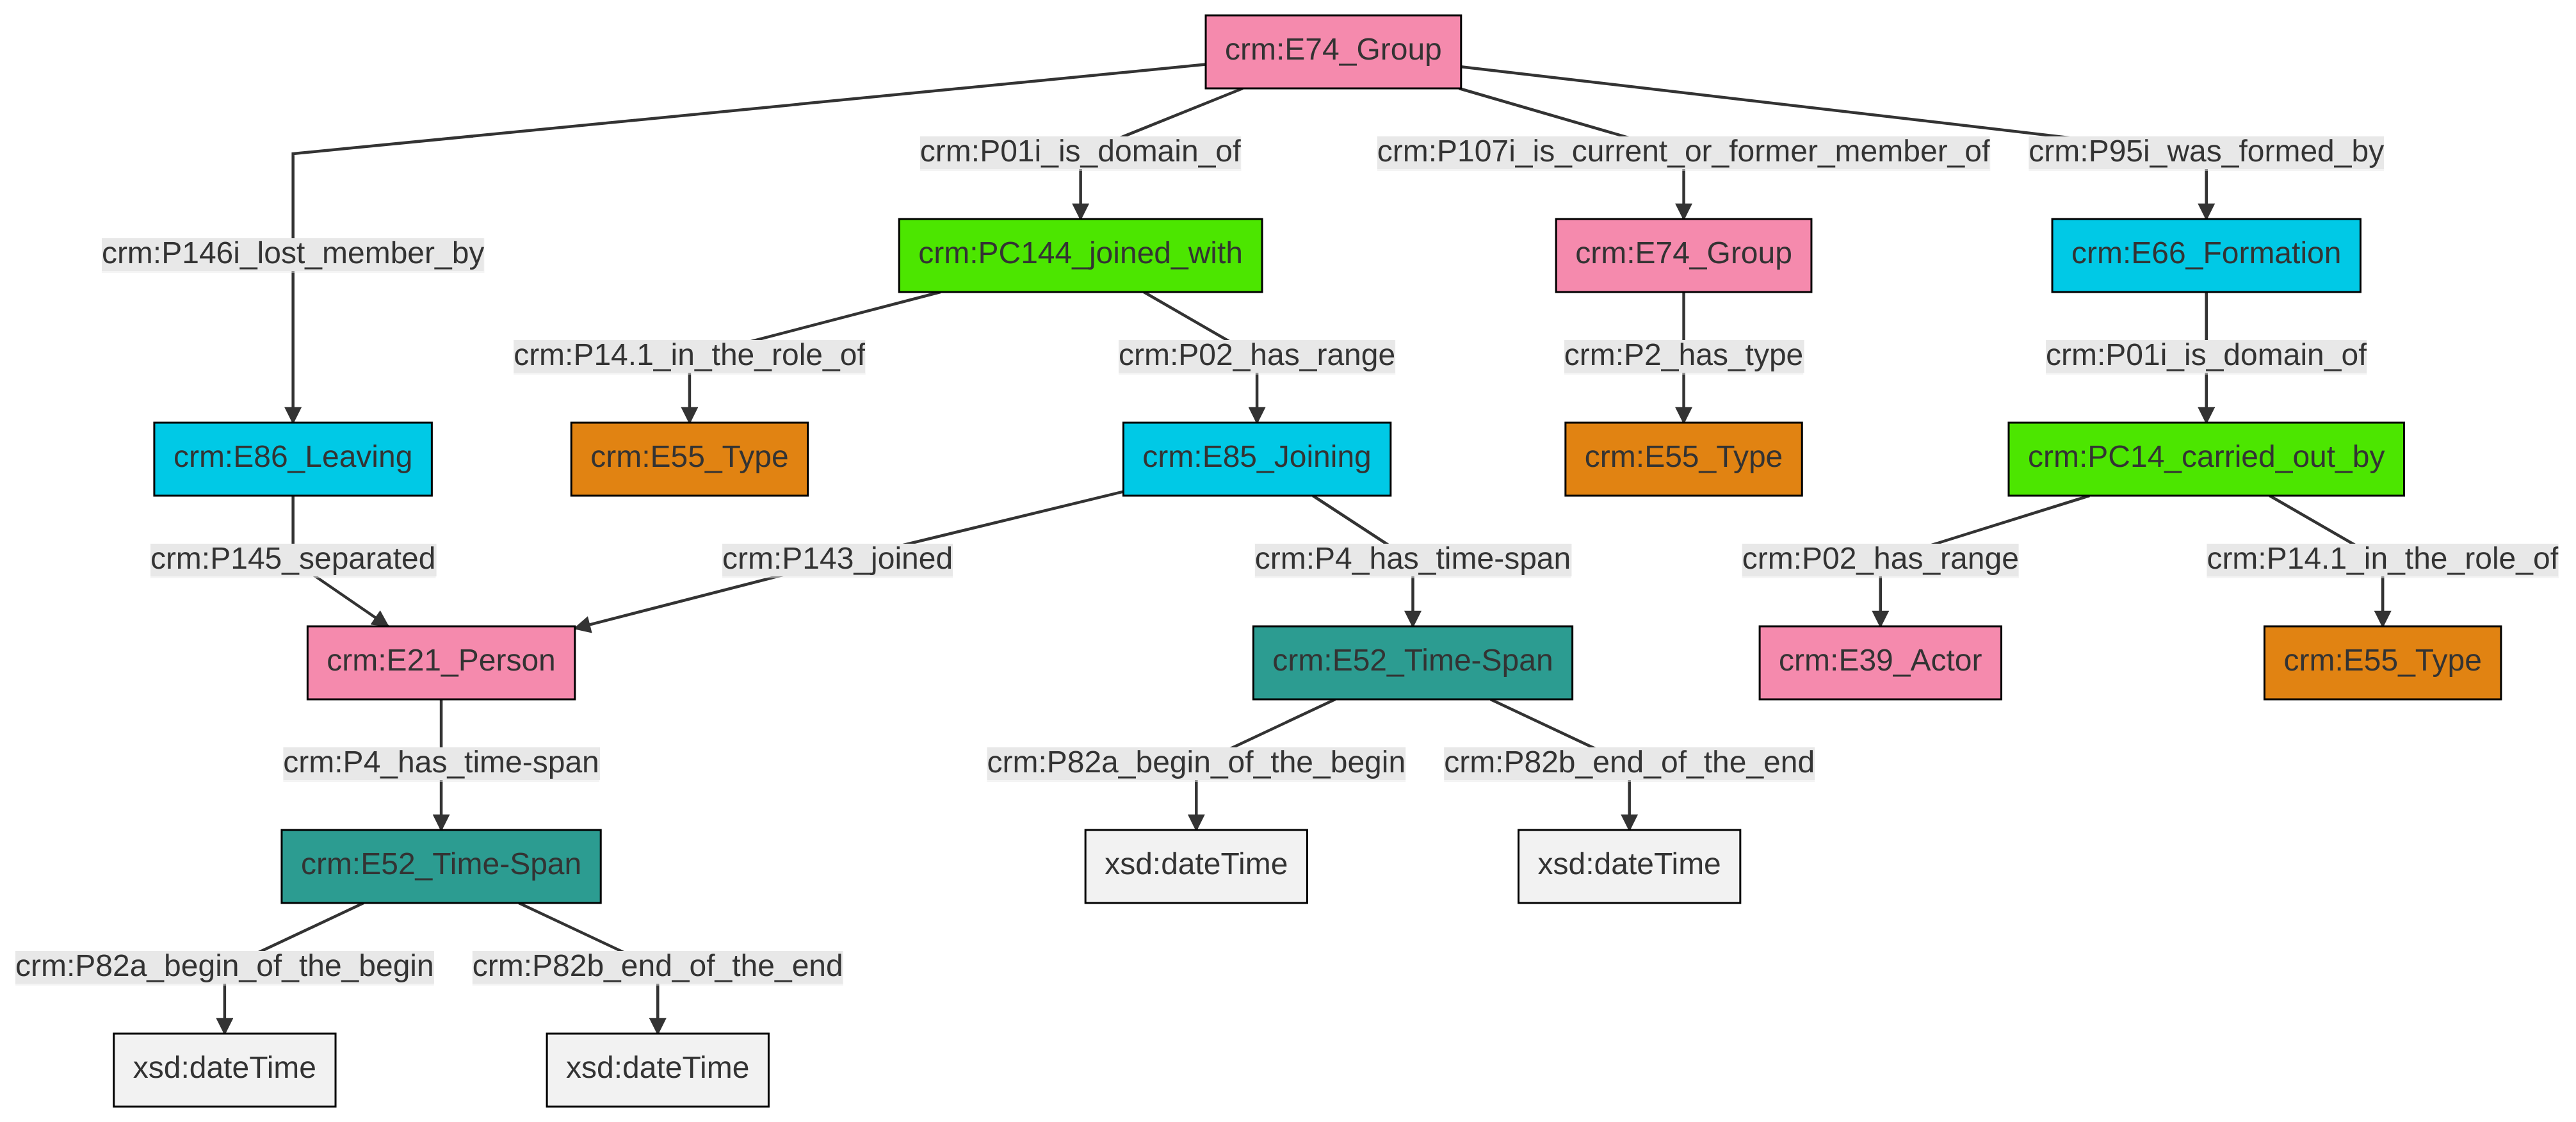 crm:E74_Group
crm:P01i_is_domain_of
crm:P107i_is_current_or_former_member_of
crm:P95i_was_formed_by
crm:P146i_lost_member_by
crm:PC144_joined_with
crm:E74_Group
crm:E66_Formation
crm:P14.1_in_the_role_of
crm:P02_has_range
crm:P2_has_type
crm:P01i_is_domain_of
crm:E86_Leaving
crm:E55_Type
crm:E85_Joining
crm:E55_Type
crm:PC14_carried_out_by
crm:P145_separated
crm:P143_joined
crm:P4_has_time-span
crm:P02_has_range
crm:P14.1_in_the_role_of
crm:E21_Person
crm:E52_Time-Span
crm:E39_Actor
crm:E55_Type
crm:P4_has_time-span
crm:P82a_begin_of_the_begin
crm:P82b_end_of_the_end
crm:E52_Time-Span
xsd:dateTime
xsd:dateTime
crm:P82a_begin_of_the_begin
crm:P82b_end_of_the_end
xsd:dateTime
xsd:dateTime